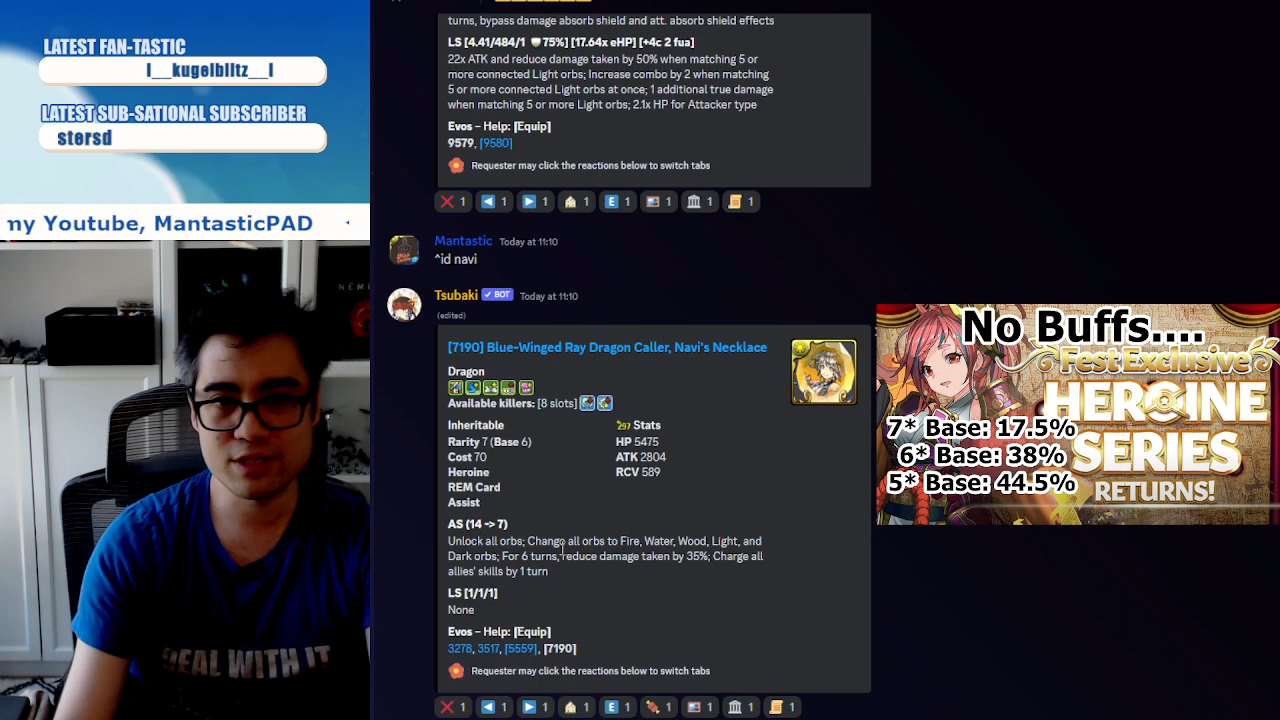 LATEST FAN-TASTIC
l__kugelblitz__l
LATEST SUB-SATIONAL SUBSCRIBER
stersd
my Youtube, MantasticPAD
DEAL WITH IT
turns, bypass damage absorb shield and att. absorb shield effects
LS [4.41/484/1 75%] [17.64x eHP] [+4c 2 fua]
22x ATK and reduce damage taken by 50% when matching 5 or
more connected Light orbs; Increase combo by 2 when matching
5 or more connected Light orbs at once; 1 additional true damage
when matching 5 or more Light orbs; 2.1x HP for Attacker type
Evos – Help: [Equip]
9579, [9580]
Requester may click the reactions below to switch tabs
1 1 1 1 E 1 1 1 1
Mantastic Today at 11:10
^id navi
Tsubaki ✓ BOT Today at 11:10
(edited)
[7190] Blue-Winged Ray Dragon Caller, Navi's Necklace
Dragon
Available killers: [8 slots]
Inheritable
Rarity 7 (Base 6)
Cost 70
Heroine
REM Card
Assist
297 Stats
HP 5475
ATK 2804
RCV 589
AS (14 -> 7)
Unlock all orbs; Change all orbs to Fire, Water, Wood, Light, and
Dark orbs; For 6 turns, reduce damage taken by 35%; Charge all
allies' skills by 1 turn
LS [1/1/1]
None
Evos – Help: [Equip]
3278, 3517, [5559], [7190]
Requester may click the reactions below to switch tabs
1 1 1 1 E 1 1 1 1 1
No Buffs....
Fest Exclusive
HEROINE
SERIES
RETURNS!
7* Base: 17.5%
6* Base: 38%
5* Base: 44.5%